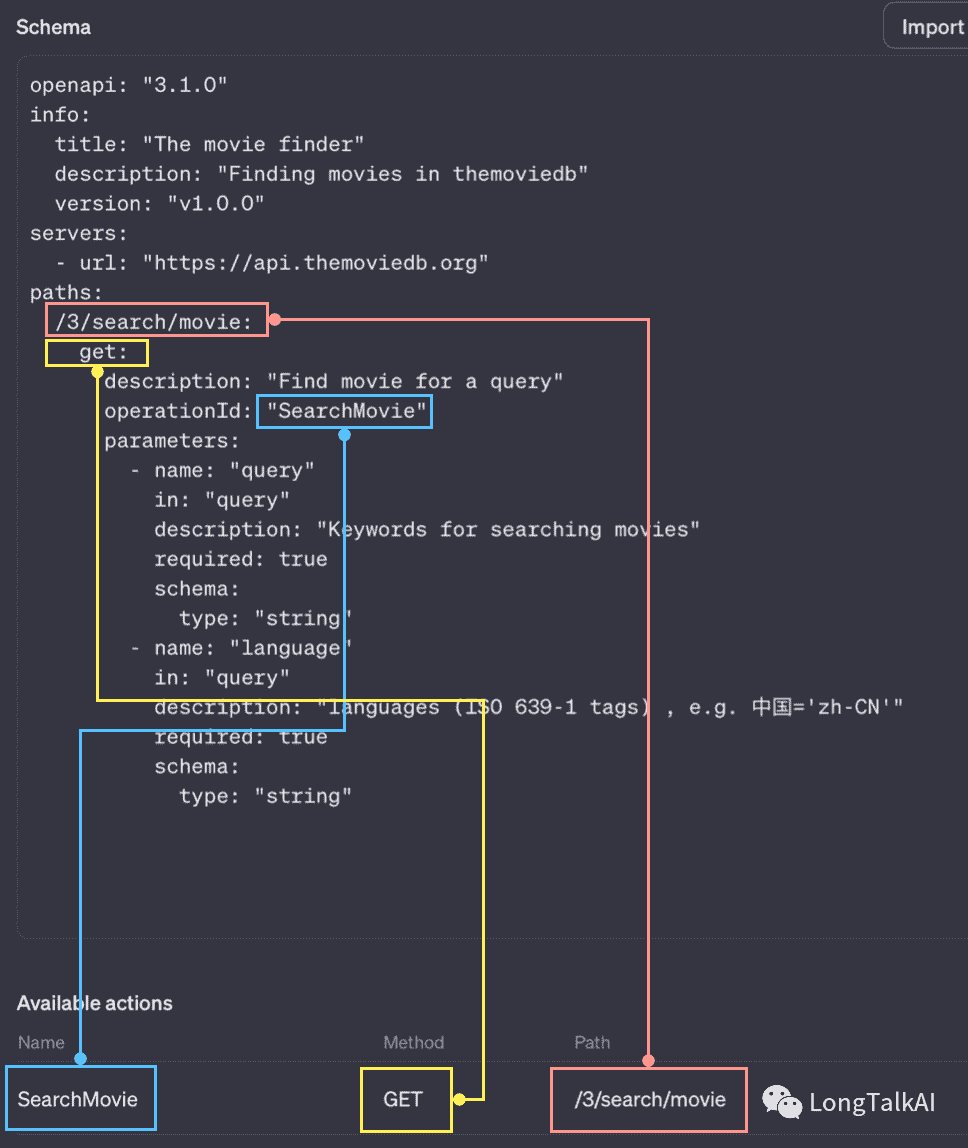 Schema
Import
openapi: "3.1.0"
info:
  title: "The movie finder"
  description: "Finding movies in themoviedb"
  version: "v1.0.0"
servers:
  - url: "https://api.themoviedb.org"
paths:
  /3/search/movie:
    get:
      description: "Find movie for a query"
      operationId: "SearchMovie"
      parameters:
        - name: "query"
          in: "query"
          description: "Keywords for searching movies"
          required: true
          schema:
            type: "string"
        - name: "language"
          in: "query"
          description: "languages (ISO 639-1 tags) , e.g. 中国='zh-CN'"
          required: true
          schema:
            type: "string"
Available actions
Name Method Path
SearchMovie GET /3/search/movie
LongTalkAI